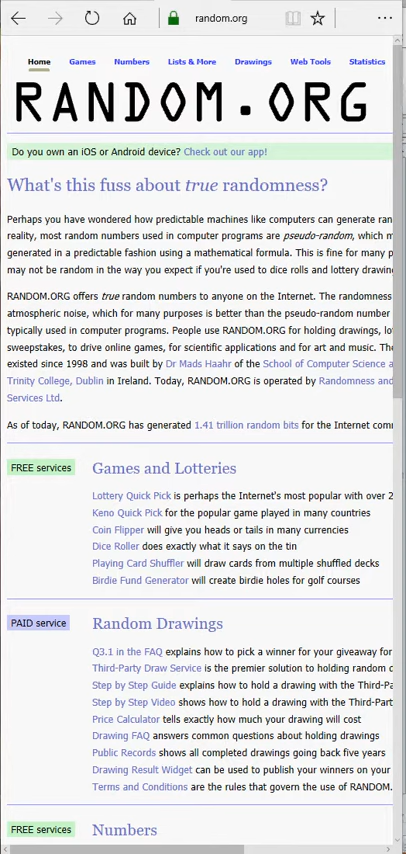 random.org
Home Games Numbers Lists & More Drawings Web Tools Statistics
RANDOM.ORG
Do you own an iOS or Android device? Check out our app!
What's this fuss about true randomness?
Perhaps you have wondered how predictable machines like computers can generate ran
reality, most random numbers used in computer programs are pseudo-random, which m
generated in a predictable fashion using a mathematical formula. This is fine for many p
may not be random in the way you expect if you're used to dice rolls and lottery drawin
RANDOM.ORG offers true random numbers to anyone on the Internet. The randomness
atmospheric noise, which for many purposes is better than the pseudo-random number
typically used in computer programs. People use RANDOM.ORG for holding drawings, lo
sweepstakes, to drive online games, for scientific applications and for art and music. The
existed since 1998 and was built by Dr Mads Haahr of the School of Computer Science a
Trinity College, Dublin in Ireland. Today, RANDOM.ORG is operated by Randomness and
Services Ltd.
As of today, RANDOM.ORG has generated 1.41 trillion random bits for the Internet com
FREE services Games and Lotteries
Lottery Quick Pick is perhaps the Internet's most popular with over 2
Keno Quick Pick for the popular game played in many countries
Coin Flipper will give you heads or tails in many currencies
Dice Roller does exactly what it says on the tin
Playing Card Shuffler will draw cards from multiple shuffled decks
Birdie Fund Generator will create birdie holes for golf courses
PAID service Random Drawings
Q3.1 in the FAQ explains how to pick a winner for your giveaway for
Third-Party Draw Service is the premier solution to holding random d
Step by Step Guide explains how to hold a drawing with the Third-Pa
Step by Step Video shows how to hold a drawing with the Third-Part
Price Calculator tells exactly how much your drawing will cost
Drawing FAQ answers common questions about holding drawings
Public Records shows all completed drawings going back five years
Drawing Result Widget can be used to publish your winners on your
Terms and Conditions are the rules that govern the use of RANDOM.
FREE services Numbers